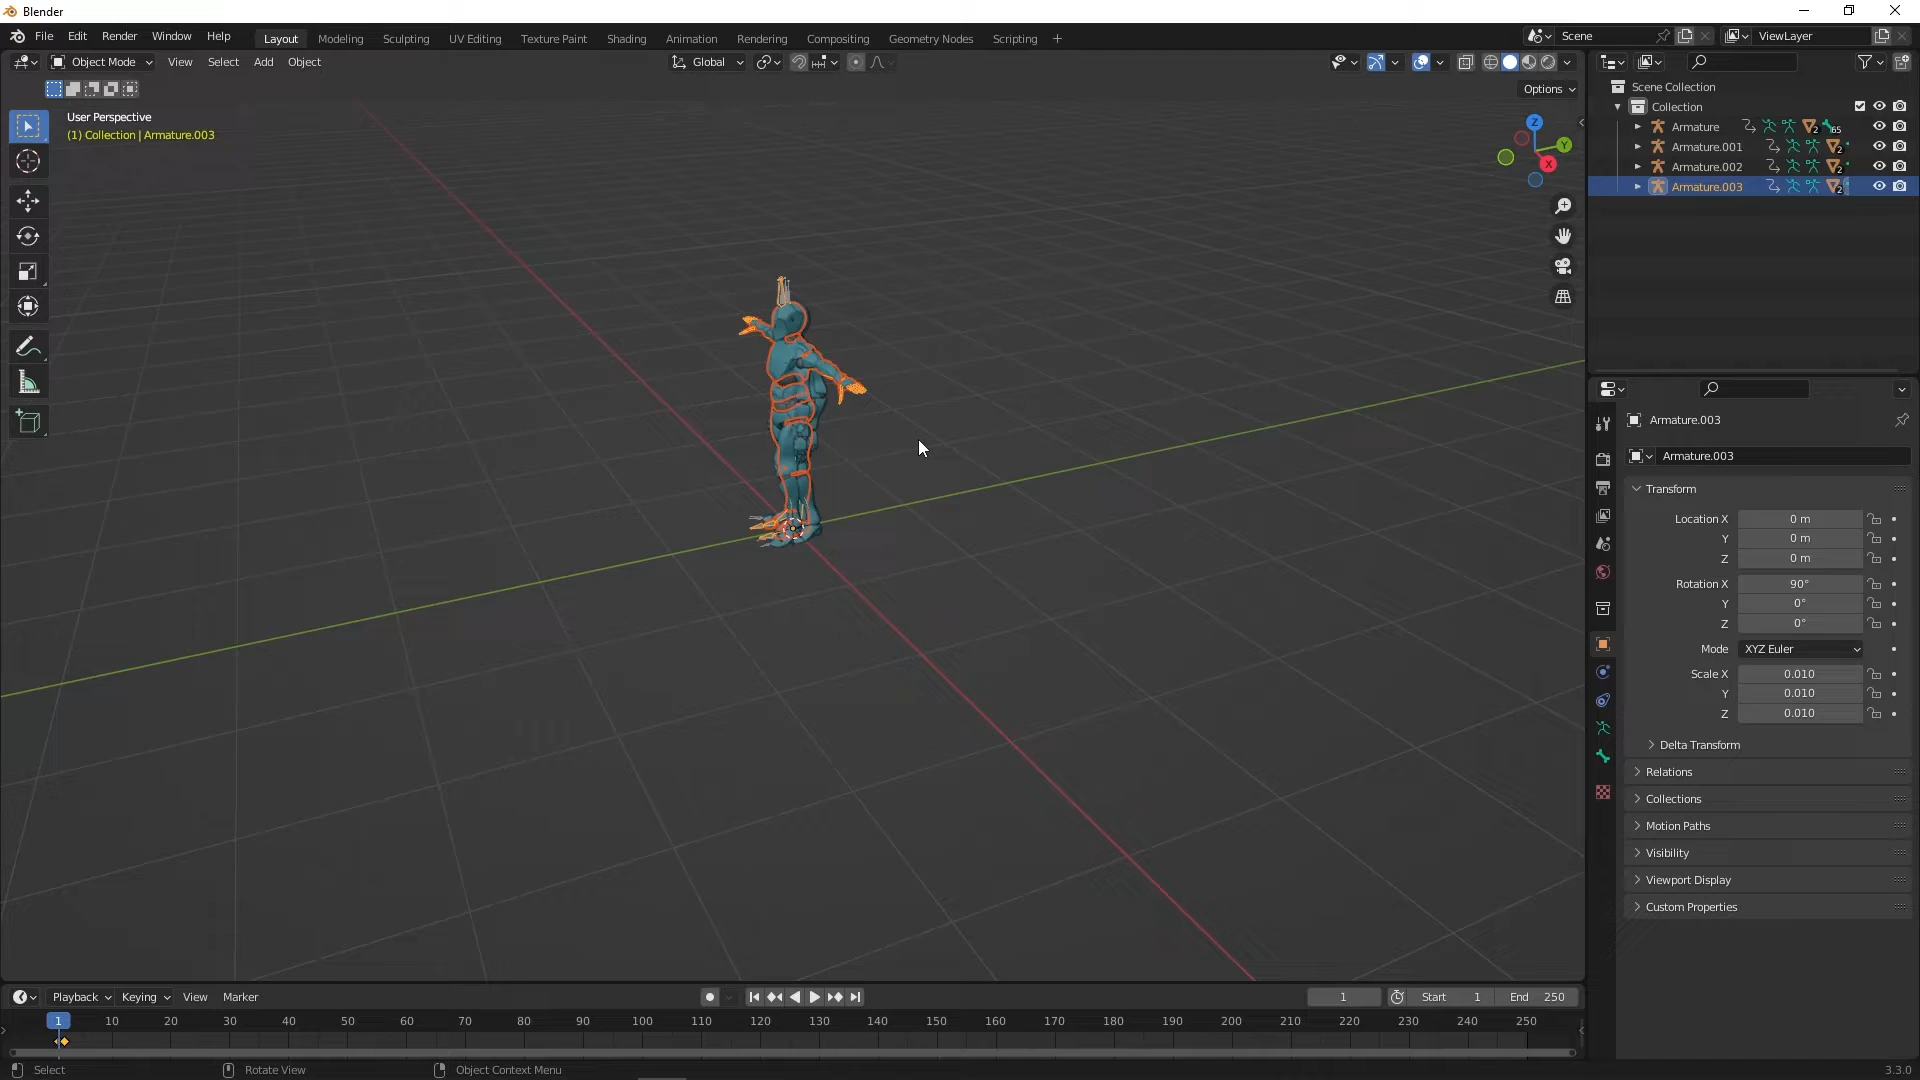 Blender
File Edit Render Window Help
Layout Modeling Sculpting UV Editing Texture Paint Shading Animation Rendering Compositing Geometry Nodes Scripting
Scene
ViewLayer
Object Mode View Select Add Object
Global
Options
User Perspective
(1) Collection | Armature.003
Z
Y
X
Scene Collection
Collection
Armature
2
65
Armature.001
2
Armature.002
2
Armature.003
2
Armature.003
Armature.003
Transform
Location X 0 m
Y 0 m
Z 0 m
Rotation X 90°
Y 0°
Z 0°
Mode XYZ Euler
Scale X 0.010
Y 0.010
Z 0.010
Delta Transform
Relations
Collections
Motion Paths
Visibility
Viewport Display
Custom Properties
Playback Keying View Marker
1
Start 1
End 250
1 10 20 30 40 50 60 70 80 90 100 110 120 130 140 150 160 170 180 190 200 210 220 230 240 250
Select
Rotate View
Object Context Menu
3.3.0